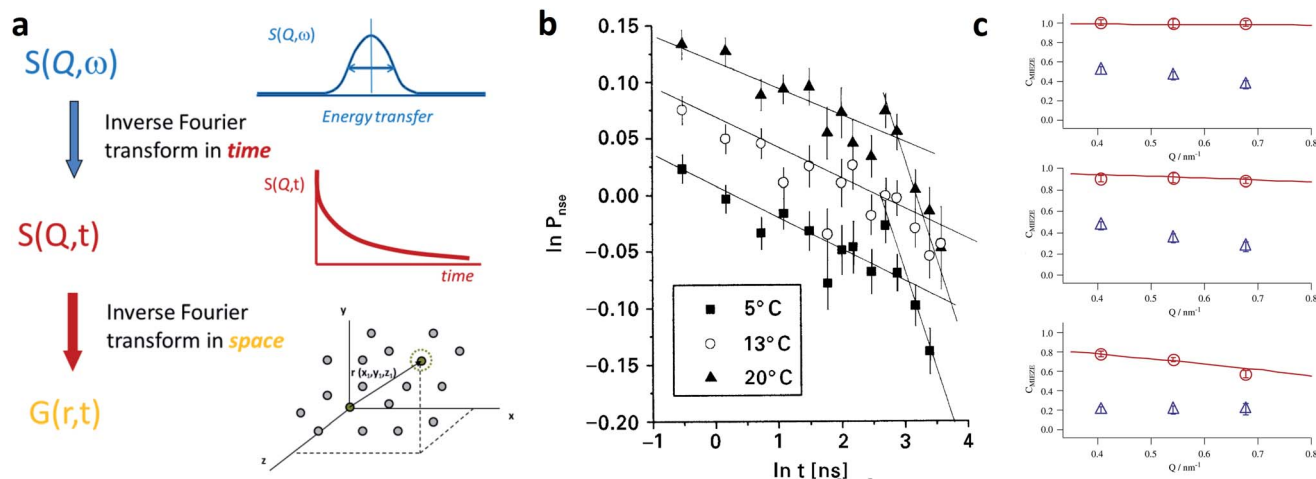 a
S(Q,ω)
S(Q,ω)
Energy transfer
Inverse Fourier
transform in time
S(Q,t)
S(Q,t)
time
Inverse Fourier
transform in space
G(r,t)
y
r (x₁,y₁,z₁)
x
z
b
0.15
0.10
0.05
0.00
−0.05
−0.10
−0.15
−0.20
ln Pnse
5° C
13° C
20° C
−1
0
1
2
3
4
ln t [ns]
c
1.0
0.8
0.6
0.4
0.2
0.0
CMIEZE
0.4
0.5
0.6
0.7
0.8
Q / nm⁻¹
1.0
0.8
0.6
0.4
0.2
0.0
CMIEZE
0.4
0.5
0.6
0.7
0.8
Q / nm⁻¹
0.8
0.6
0.4
0.2
0.0
CMIEZE
0.4
0.5
0.6
0.7
0.8
Q / nm⁻¹